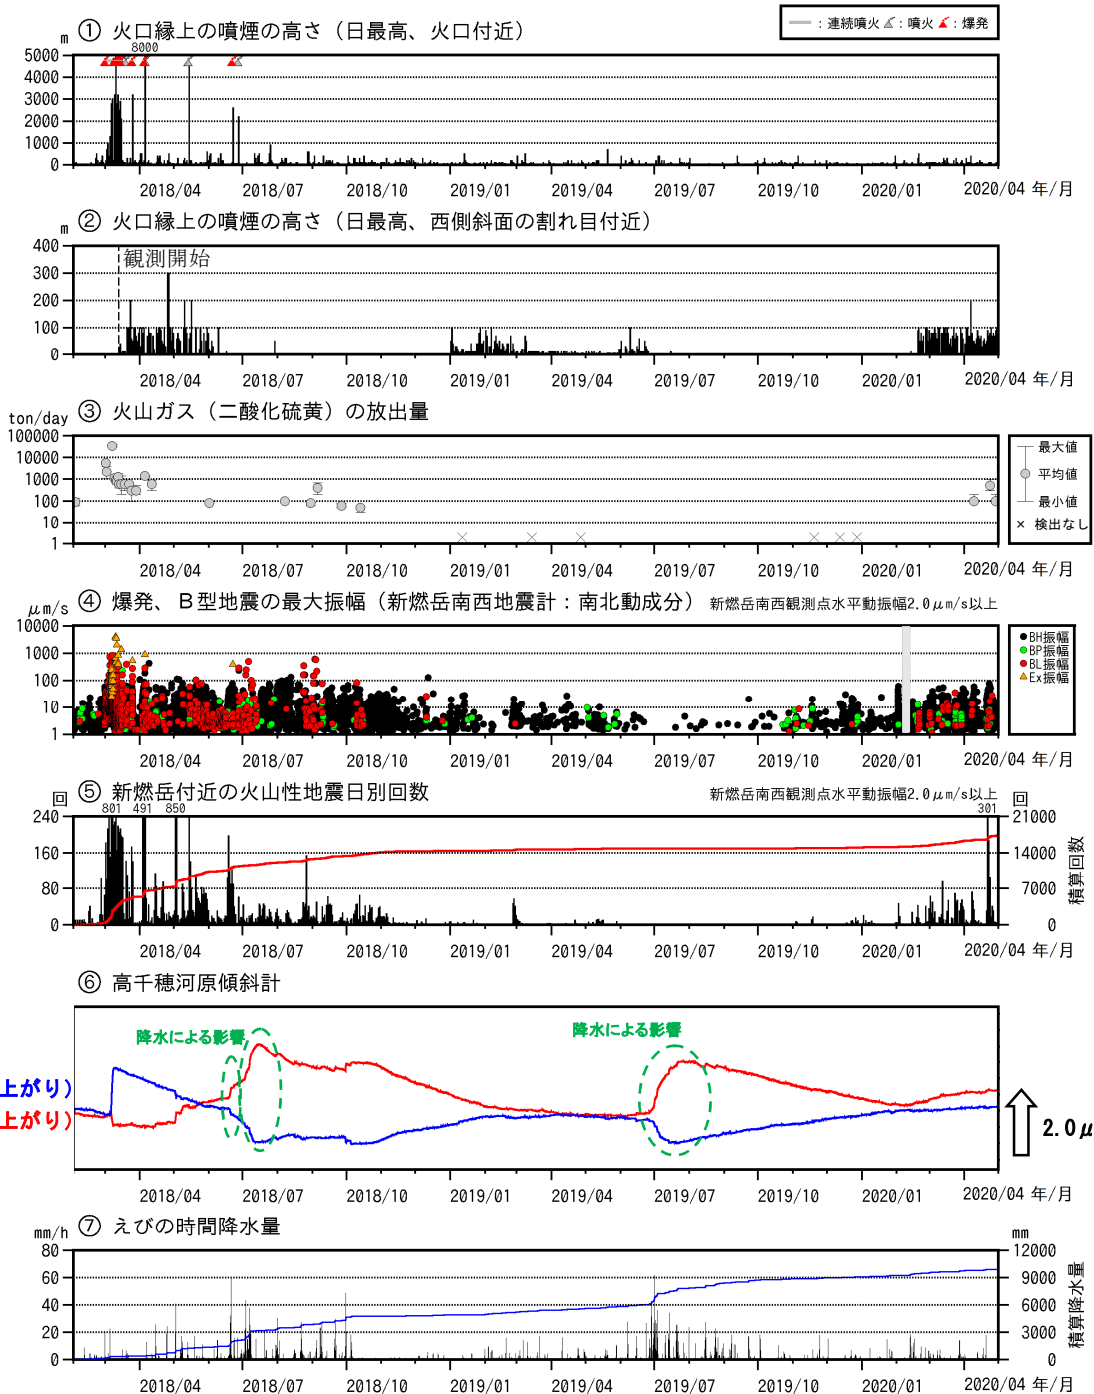 ① 火口縁上の噴煙の高さ（日最高、火口付近）
：連続噴火 ：噴火 ：爆発
m
8000
5000
4000
3000
2000
1000
0
2018/04 2018/07 2018/10 2019/01 2019/04 2019/07 2019/10 2020/01 2020/04 年/月
② 火口縁上の噴煙の高さ（日最高、西側斜面の割れ目付近）
m
観測開始
400
300
200
100
0
2018/04 2018/07 2018/10 2019/01 2019/04 2019/07 2019/10 2020/01 2020/04 年/月
③ 火山ガス（二酸化硫黄）の放出量
ton/day
100000
10000
1000
100
10
1
最大値
平均値
最小値
× 検出なし
2018/04 2018/07 2018/10 2019/01 2019/04 2019/07 2019/10 2020/01 2020/04 年/月
④ 爆発、Ｂ型地震の最大振幅（新燃岳南西地震計：南北動成分） 新燃岳南西観測点水平動振幅2.0μm/s以上
μm/s
10000
1000
100
10
1
BH振幅
BP振幅
BL振幅
Ex振幅
2018/04 2018/07 2018/10 2019/01 2019/04 2019/07 2019/10 2020/01 2020/04 年/月
⑤ 新燃岳付近の火山性地震日別回数 新燃岳南西観測点水平動振幅2.0μm/s以上
回 回
801 491 850 301
240
160
80
0
21000
14000
7000
0
積算回数
2018/04 2018/07 2018/10 2019/01 2019/04 2019/07 2019/10 2020/01 2020/04 年/月
⑥ 高千穂河原傾斜計
降水による影響 降水による影響
上がり）
上がり）
2.0μ
2018/04 2018/07 2018/10 2019/01 2019/04 2019/07 2019/10 2020/01 2020/04 年/月
⑦ えびの時間降水量
mm/h mm
80
60
40
20
0
12000
9000
6000
3000
0
積算降水量
2018/04 2018/07 2018/10 2019/01 2019/04 2019/07 2019/10 2020/01 2020/04 年/月